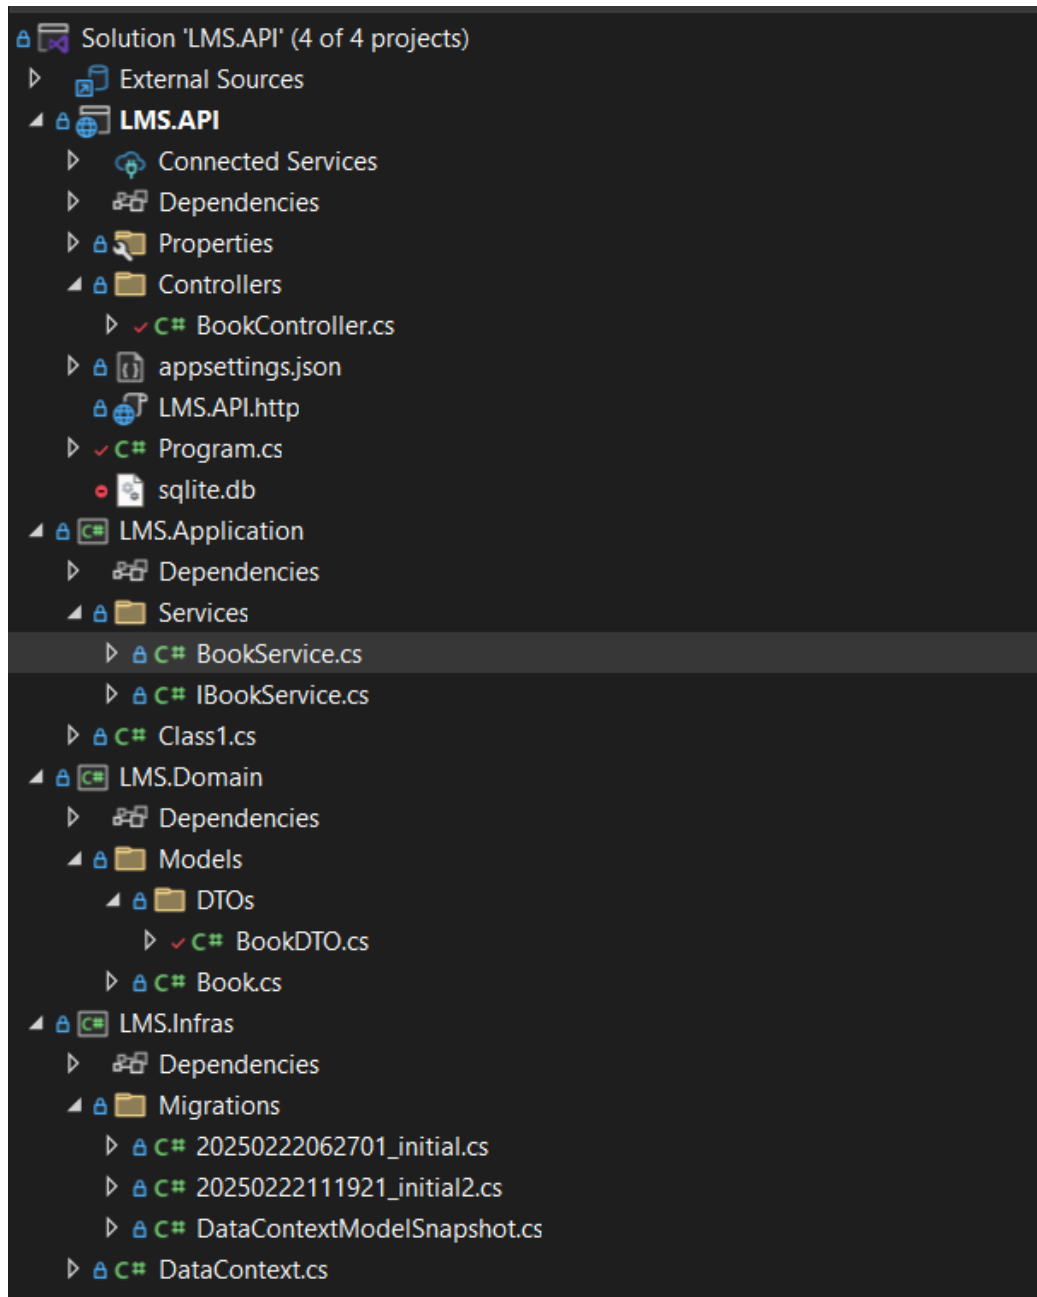 Solution 'LMS.API' (4 of 4 projects)
External Sources
LMS.API
Connected Services
Dependencies
Properties
Controllers
C# BookController.cs
appsettings.json
LMS.API.http
C# Program.cs
sqlite.db
C# LMS.Application
Dependencies
Services
C# BookService.cs
C# IBookService.cs
C# Class1.cs
C# LMS.Domain
Dependencies
Models
DTOs
C# BookDTO.cs
C# Book.cs
C# LMS.Infras
Dependencies
Migrations
C# 20250222062701_initial.cs
C# 20250222111921_initial2.cs
C# DataContextModelSnapshot.cs
C# DataContext.cs